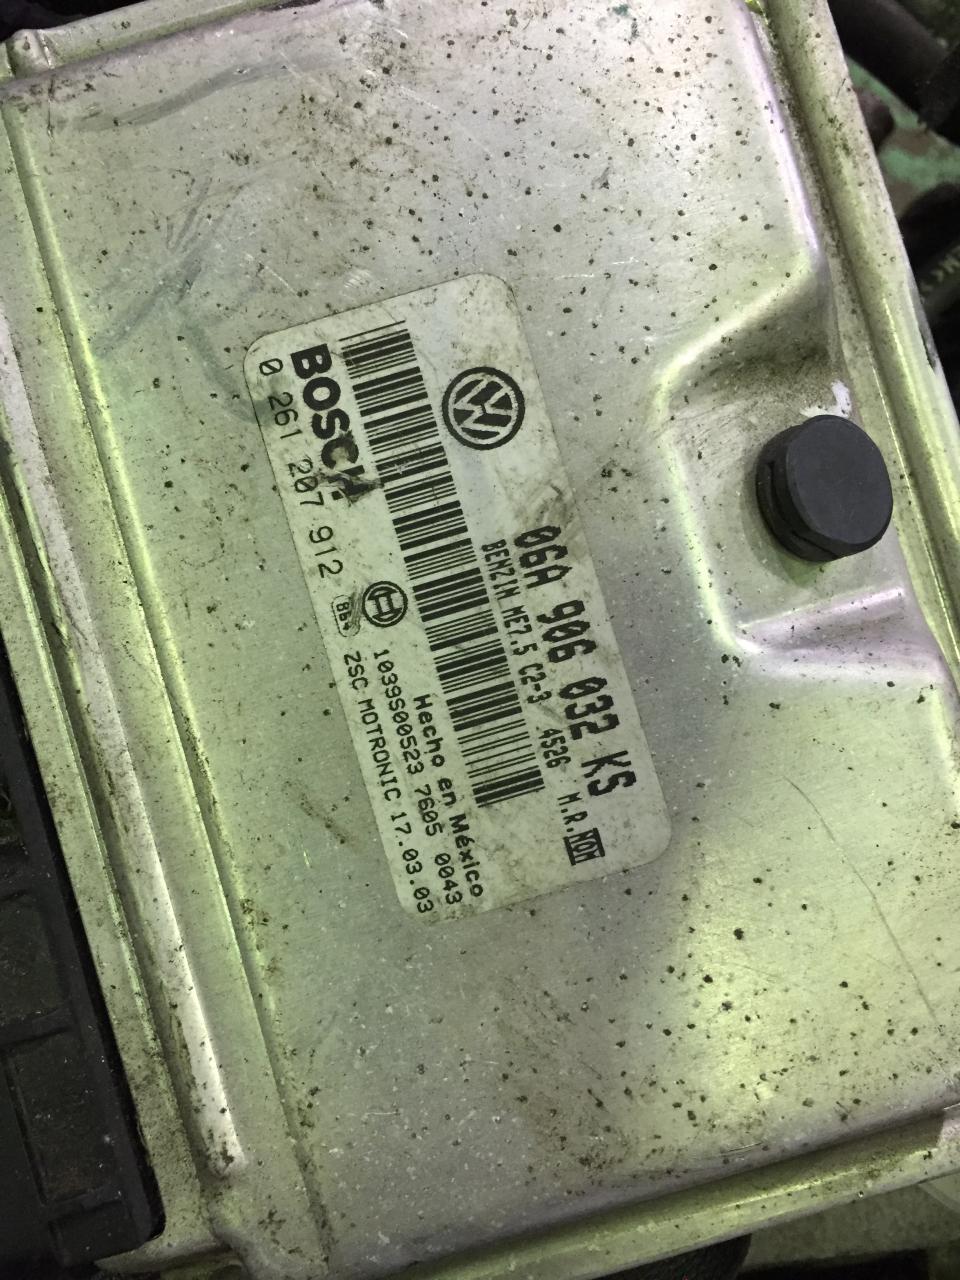 06A 906 032 KS
BENZIN ME7.5 C2-3 4526 M.R. NOM
BOSCH
0 261 207 912
Hecho en México
1039S00523 7605 0043
ZSC MOTRONIC 17.03.03